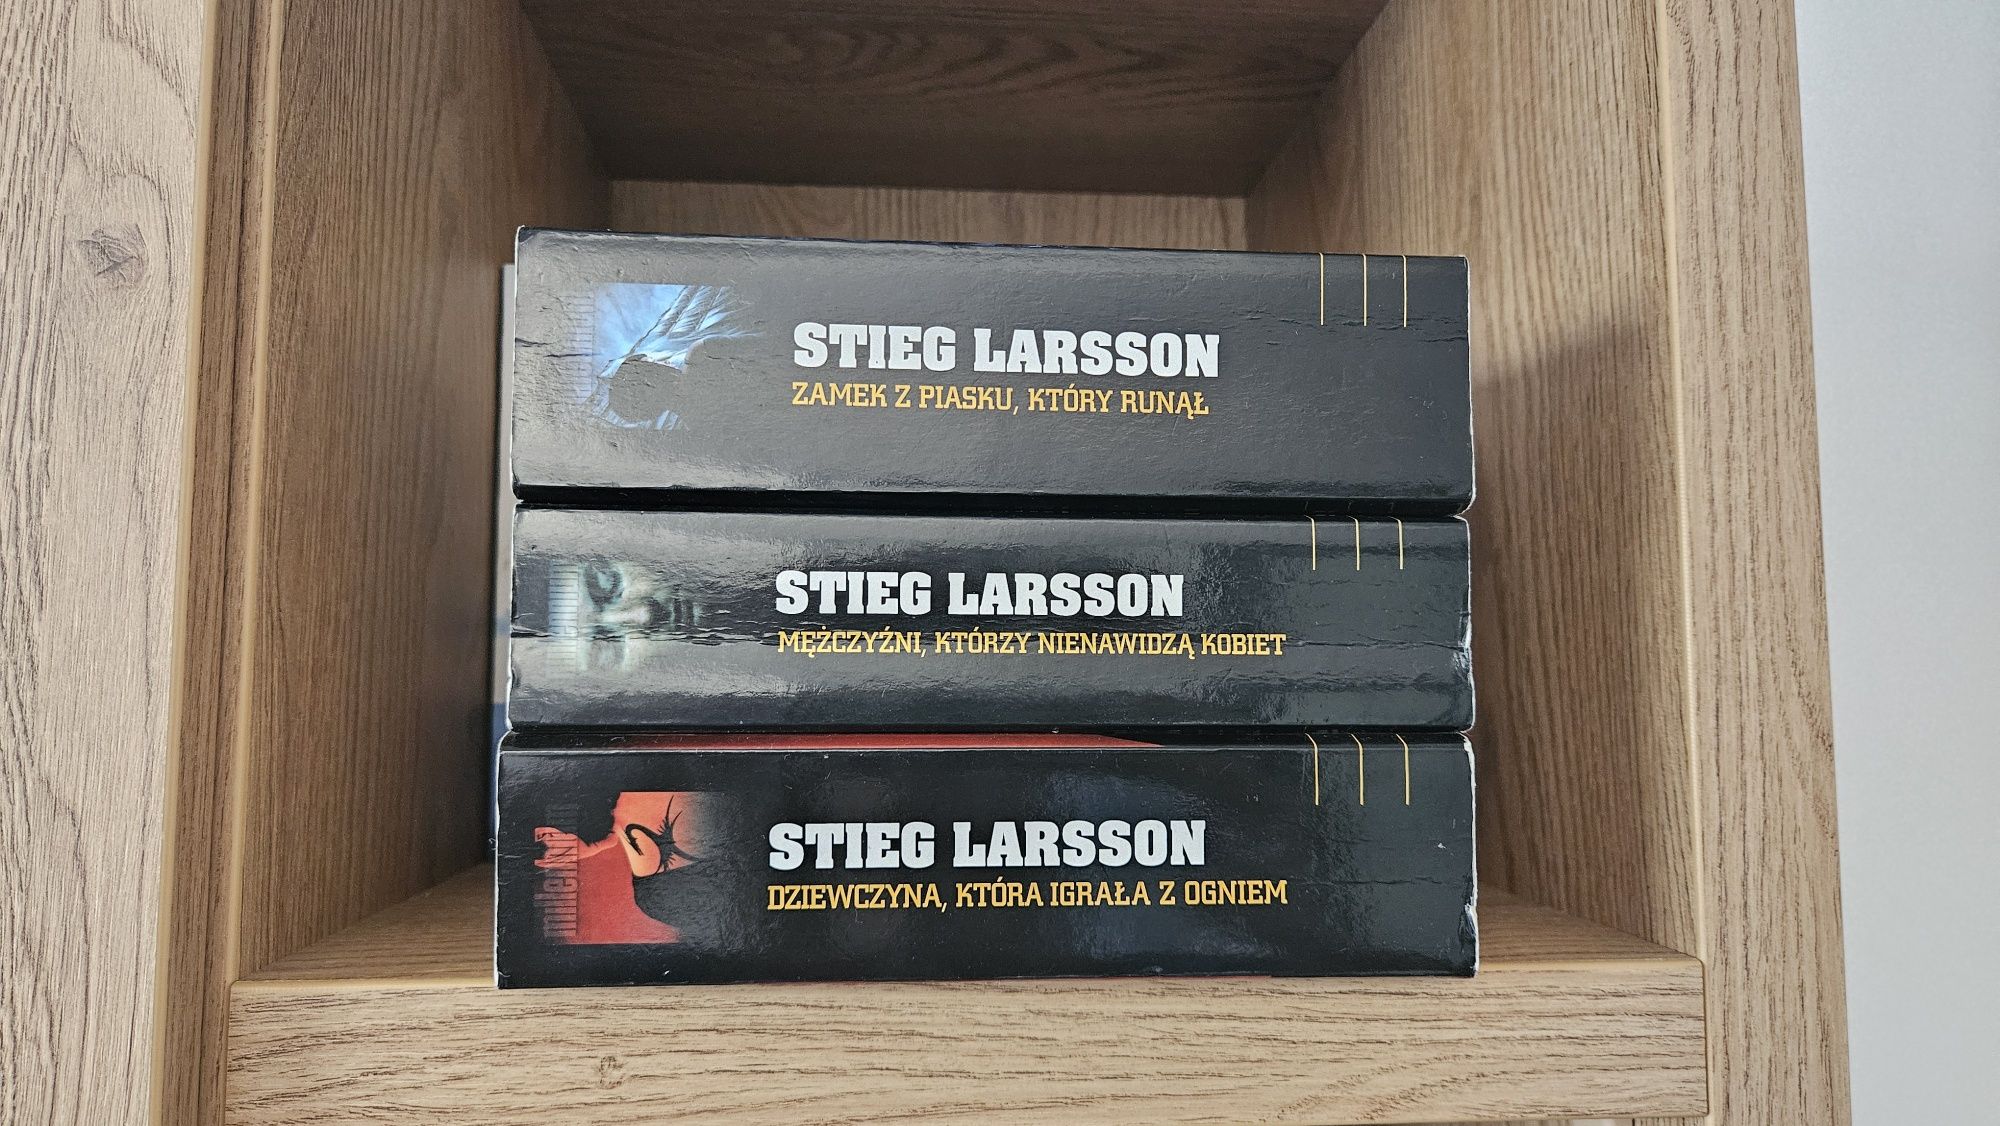 STIEG LARSSON
ZAMEK Z PIASKU, KTÓRY RUNĄŁ
STIEG LARSSON
MĘŻCZYŹNI, KTÓRZY NIENAWIDZĄ KOBIET
STIEG LARSSON
DZIEWCZYNA, KTÓRA IGRAŁA Z OGNIEM